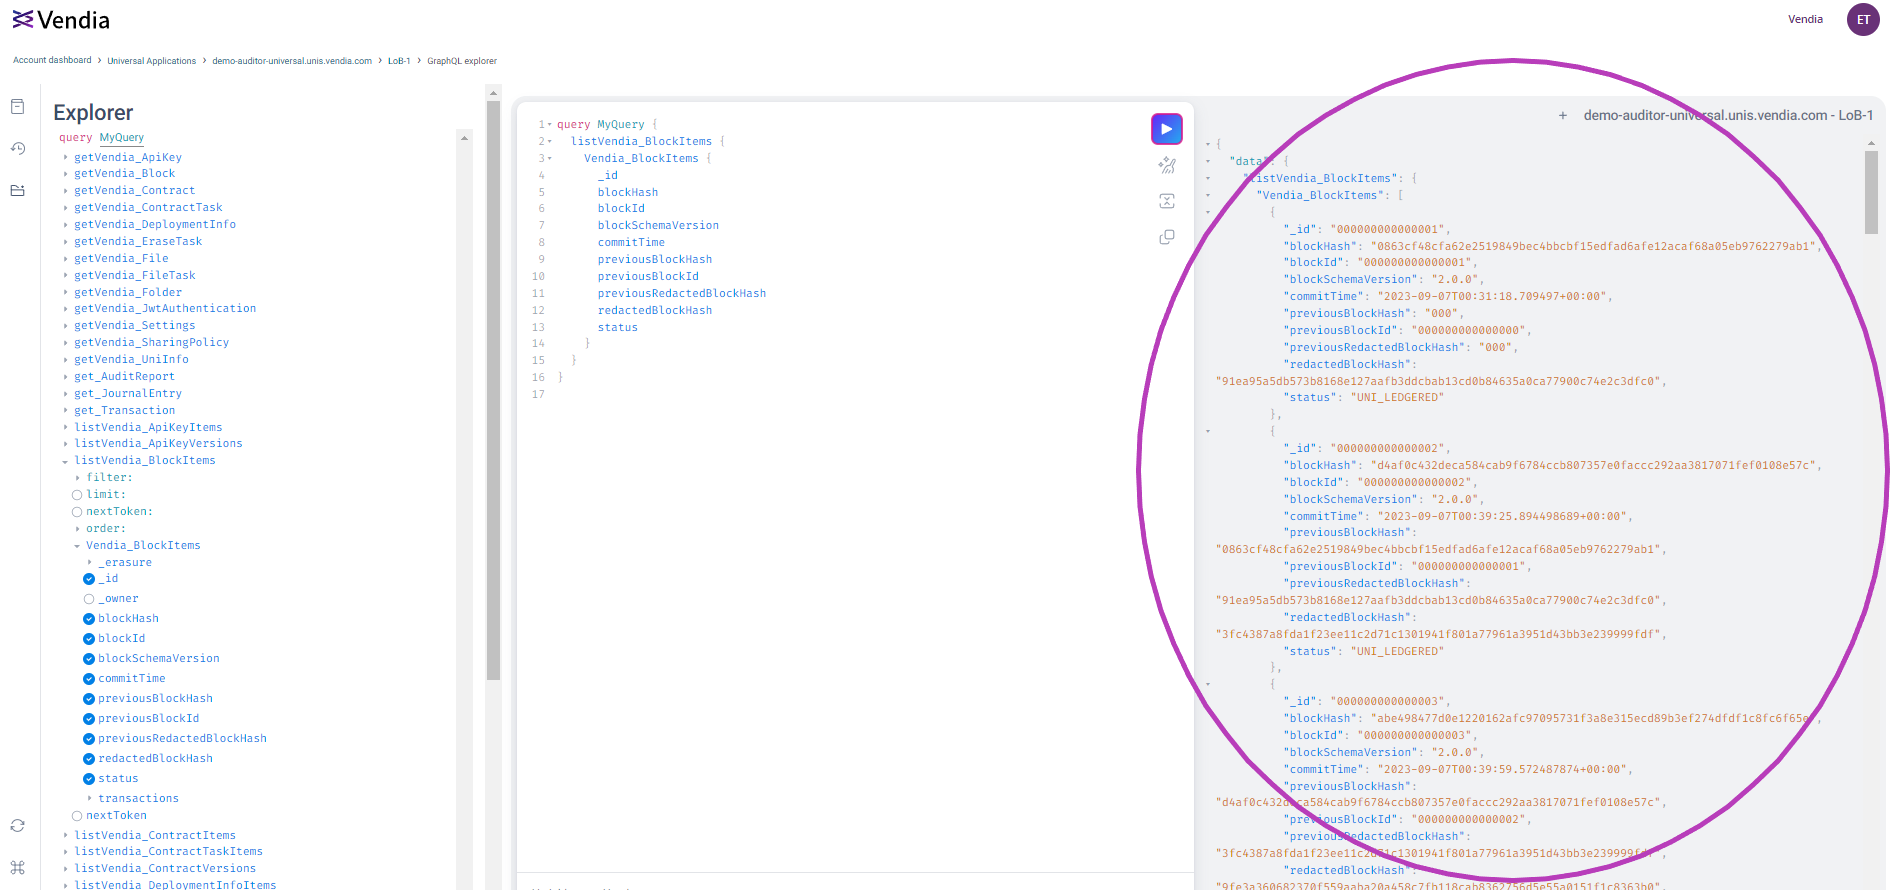 Vendia
Vendia
ET
Account dashboard > Universal Applications > demo-auditor-universal.unis.vendia.com > LoB-1 > GraphQL explorer
Explorer
query MyQuery
getVendia_ApiKey
getVendia_Block
getVendia_Contract
getVendia_ContractTask
getVendia_DeploymentInfo
getVendia_EraseTask
getVendia_File
getVendia_FileTask
getVendia_Folder
getVendia_JwtAuthentication
getVendia_Settings
getVendia_SharingPolicy
getVendia_UniInfo
get_AuditReport
get_JournalEntry
get_Transaction
listVendia_ApiKeyItems
listVendia_ApiKeyVersions
listVendia_BlockItems
filter:
limit:
nextToken:
order:
Vendia_BlockItems
_erasure
_id
_owner
blockHash
blockId
blockSchemaVersion
commitTime
previousBlockHash
previousBlockId
previousRedactedBlockHash
redactedBlockHash
status
transactions
nextToken
listVendia_ContractItems
listVendia_ContractTaskItems
listVendia_ContractVersions
listVendia_DeploymentInfoItems
1 query MyQuery {
2 listVendia_BlockItems {
3 Vendia_BlockItems {
4 _id
5 blockHash
6 blockId
7 blockSchemaVersion
8 commitTime
9 previousBlockHash
10 previousBlockId
11 previousRedactedBlockHash
12 redactedBlockHash
13 status
14 }
15 }
16 }
17
+ demo-auditor-universal.unis.vendia.com - LoB-1
{
"data": {
"listVendia_BlockItems": {
"Vendia_BlockItems": [
{
"_id": "000000000000001",
"blockHash": "0863cf48cfa62e2519849bec4bbcbf15edfad6afe12acaf68a05eb9762279ab1",
"blockId": "000000000000001",
"blockSchemaVersion": "2.0.0",
"commitTime": "2023-09-07T00:31:18.709497+00:00",
"previousBlockHash": "000",
"previousBlockId": "000000000000000",
"previousRedactedBlockHash": "000",
"redactedBlockHash":
"91ea95a5db573b8168e127aafb3ddcbab13cd0b84635a0ca77900c74e2c3dfc0",
"status": "UNI_LEDGERED"
},
{
"_id": "000000000000002",
"blockHash": "d4af0c432deca584cab9f6784ccb807357e0faccc292aa3817071fef0108e57c",
"blockId": "000000000000002",
"blockSchemaVersion": "2.0.0",
"commitTime": "2023-09-07T00:39:25.894498689+00:00",
"previousBlockHash":
"0863cf48cfa62e2519849bec4bbcbf15edfad6afe12acaf68a05eb9762279ab1",
"previousBlockId": "000000000000001",
"previousRedactedBlockHash":
"91ea95a5db573b8168e127aafb3ddcbab13cd0b84635a0ca77900c74e2c3dfc0",
"redactedBlockHash":
"3fc4387a8fda1f23ee11c2d71c1301941f801a77961a3951d43bb3e239999fdf",
"status": "UNI_LEDGERED"
},
{
"_id": "000000000000003",
"blockHash":
"blockId": "000000000000003",
"blockSchemaVersion": "2.0.0",
"commitTime": "2023-09-07T00:39:59.572487874+00:00",
"previousBlockHash":
"d4af0c432deca584cab9f6784ccb807357e0faccc292aa3817071fef0108e57c",
"previousBlockId": "000000000000002",
"previousRedactedBlockHash":
"3fc4387a8fda1f23ee11c2d71c1301941f801a77961a3951d43bb3e239999fdf",
"redactedBlockHash":